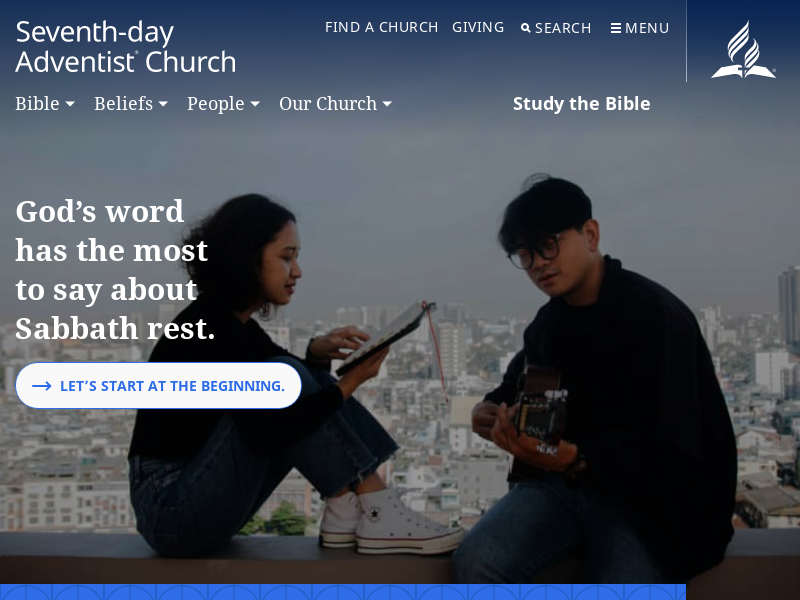 Seventh-day
Adventist® Church
FIND A CHURCH GIVING SEARCH MENU
Bible Beliefs People Our Church Study the Bible
God’s word
has the most
to say about
Sabbath rest.
LET’S START AT THE BEGINNING.